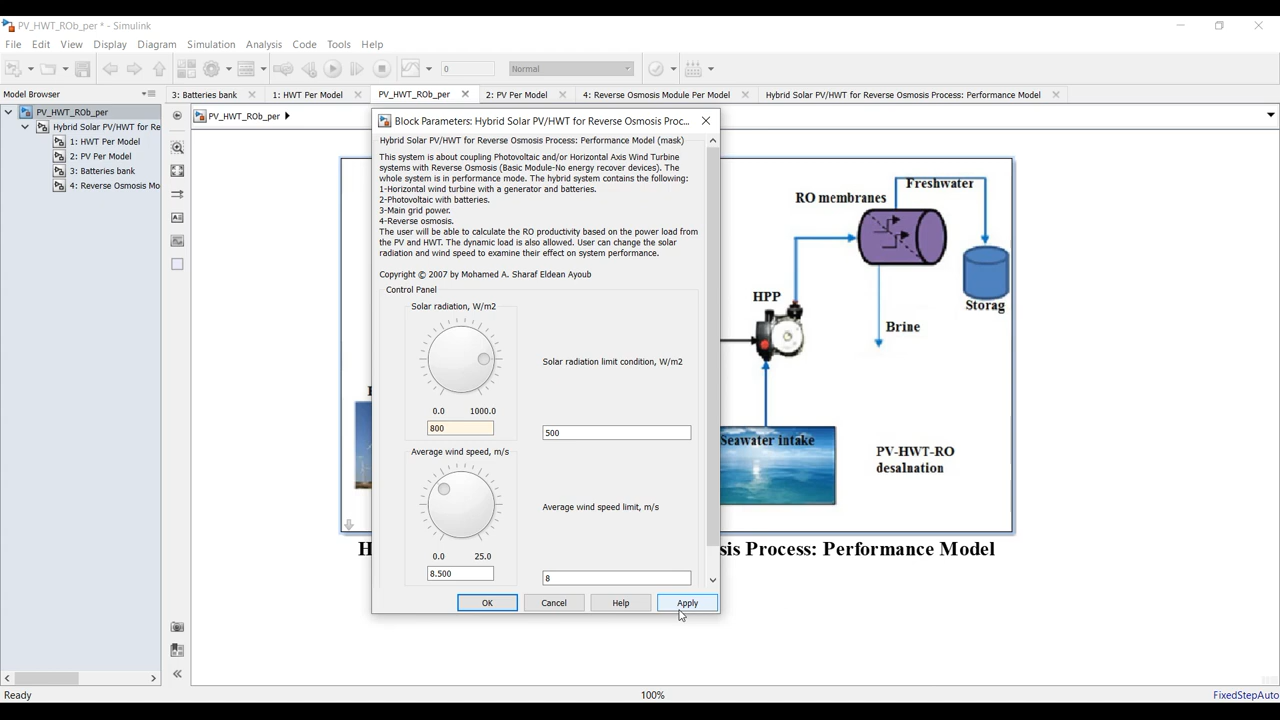 PV_HWT_ROb_per * - Simulink
File Edit View Display Diagram Simulation Analysis Code Tools Help
0
Normal
Model Browser
3: Batteries bank
1: HWT Per Model
PV_HWT_ROb_per
2: PV Per Model
4: Reverse Osmosis Module Per Model
Hybrid Solar PV/HWT for Reverse Osmosis Process: Performance Model
PV_HWT_ROb_per
Hybrid Solar PV/HWT for Re
1: HWT Per Model
2: PV Per Model
3: Batteries bank
4: Reverse Osmosis Mo
PV_HWT_ROb_per
Block Parameters: Hybrid Solar PV/HWT for Reverse Osmosis Proc...
Hybrid Solar PV/HWT for Reverse Osmosis Process: Performance Model (mask)
This system is about coupling Photovoltaic and/or Horizontal Axis Wind Turbine
systems with Reverse Osmosis (Basic Module-No energy recover devices). The
whole system is in performance mode. The hybrid system contains the following:
1-Horizontal wind turbine with a generator and batteries.
2-Photovoltaic with batteries.
3-Main grid power.
4-Reverse osmosis.
The user will be able to calculate the RO productivity based on the power load from
the PV and HWT. The dynamic load is also allowed. User can change the solar
radiation and wind speed to examine their effect on system performance.
Copyright © 2007 by Mohamed A. Sharaf Eldean Ayoub
Control Panel
Solar radiation, W/m2
0.0 1000.0
800
Solar radiation limit condition, W/m2
500
Average wind speed, m/s
0.0 25.0
8.500
Average wind speed limit, m/s
8
OK Cancel Help Apply
RO membranes
Freshwater
HPP
Storag
Brine
Seawater intake
PV-HWT-RO
desalnation
H
sis Process: Performance Model
Ready
100%
FixedStepAuto